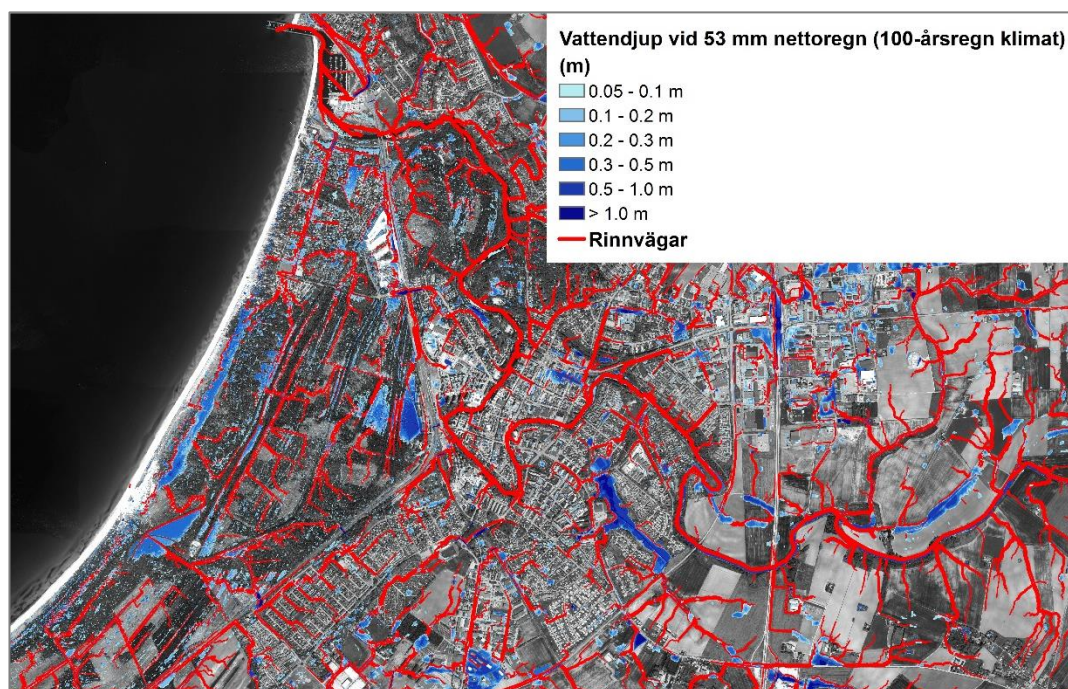 Vattendjup vid 53 mm nettoregn (100-årsregn klimat)
(m)
0.05 - 0.1 m
0.1 - 0.2 m
0.2 - 0.3 m
0.3 - 0.5 m
0.5 - 1.0 m
> 1.0 m
Rinnvägar